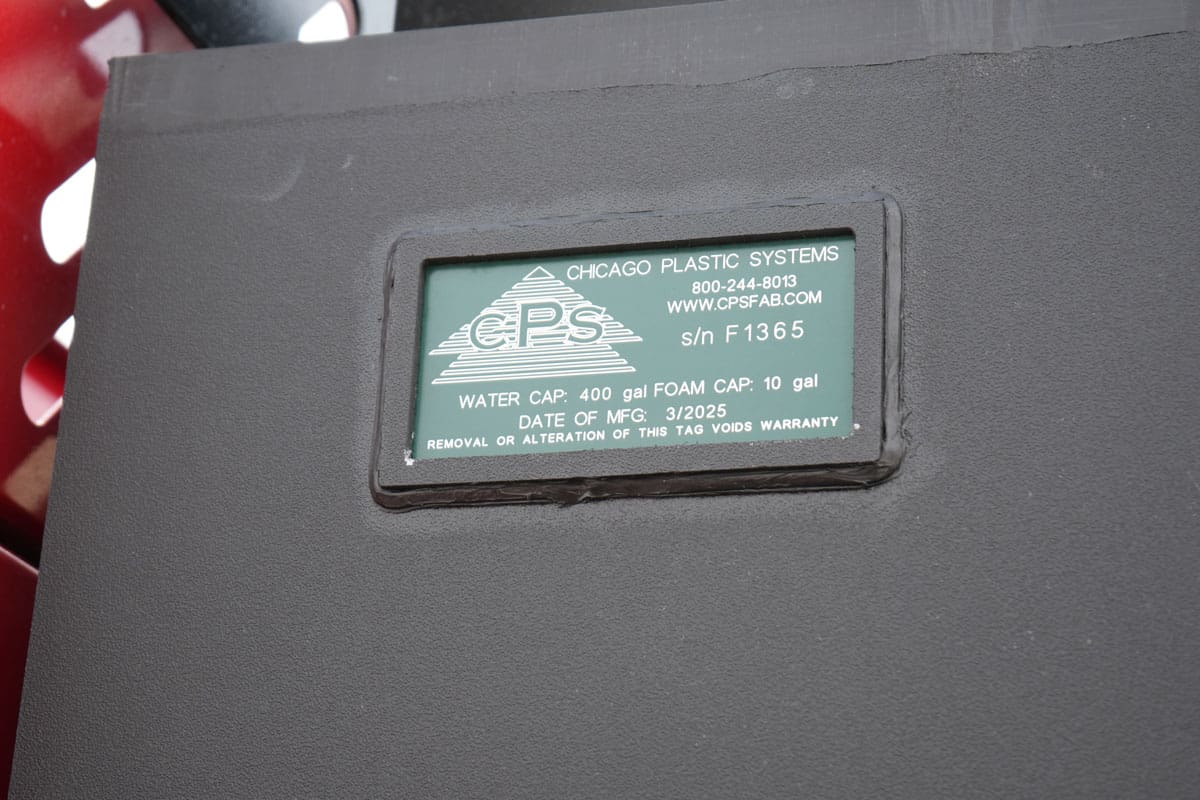 CHICAGO PLASTIC SYSTEMS
800-244-8013
WWW.CPSFAB.COM
CPS
s/n F1365
WATER CAP: 400 gal FOAM CAP: 10 gal
DATE OF MFG: 3/2025
REMOVAL OR ALTERATION OF THIS TAG VOIDS WARRANTY